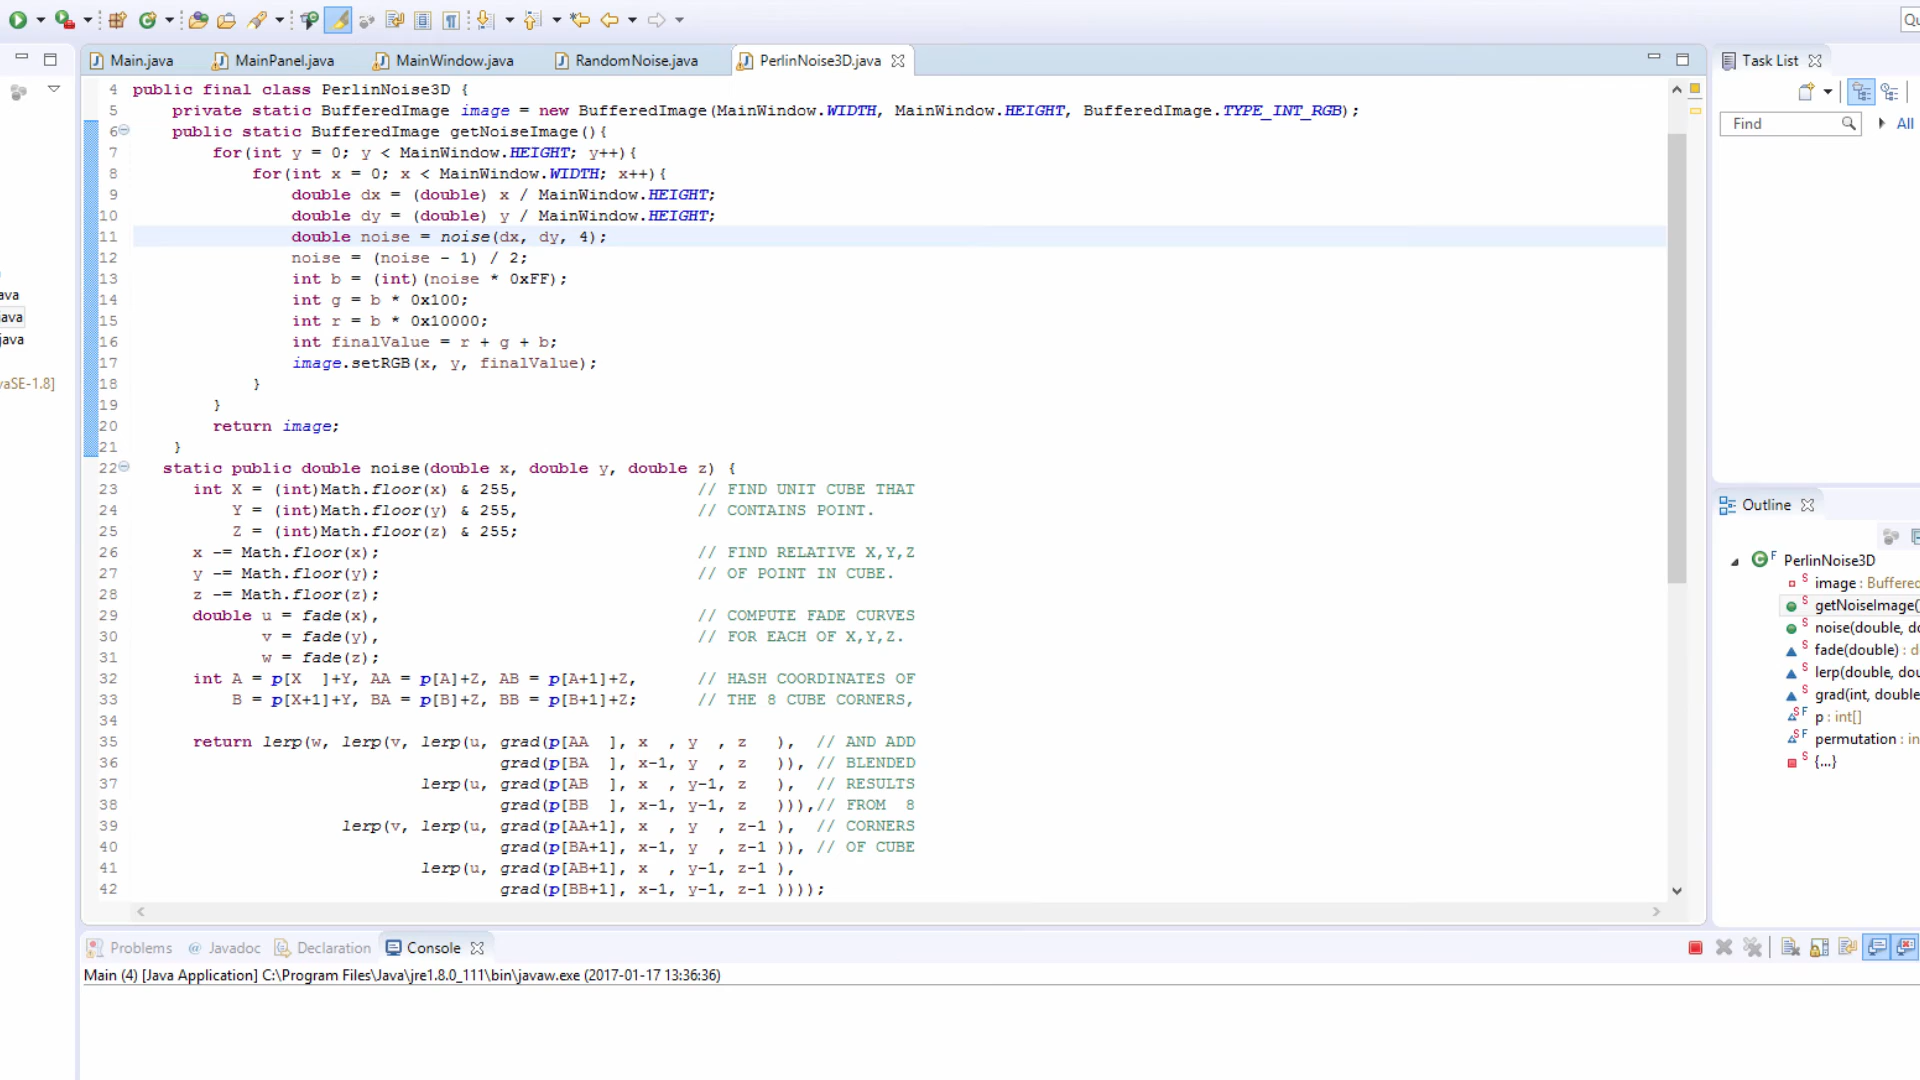 Qu
Main.java
MainPanel.java
MainWindow.java
RandomNoise.java
PerlinNoise3D.java
Task List
Find
All
ava
java
java
vaSE-1.8]
4 public final class PerlinNoise3D {
5 private static BufferedImage image = new BufferedImage(MainWindow.WIDTH, MainWindow.HEIGHT, BufferedImage.TYPE_INT_RGB);
6 public static BufferedImage getNoiseImage(){
7 for(int y = 0; y < MainWindow.HEIGHT; y++){
8 for(int x = 0; x < MainWindow.WIDTH; x++){
9 double dx = (double) x / MainWindow.HEIGHT;
10 double dy = (double) y / MainWindow.HEIGHT;
11 double noise = noise(dx, dy, 4);
12 noise = (noise - 1) / 2;
13 int b = (int)(noise * 0xFF);
14 int g = b * 0x100;
15 int r = b * 0x10000;
16 int finalValue = r + g + b;
17 image.setRGB(x, y, finalValue);
18 }
19 }
20 return image;
21 }
22 static public double noise(double x, double y, double z) {
23 int X = (int)Math.floor(x) & 255, // FIND UNIT CUBE THAT
24 Y = (int)Math.floor(y) & 255, // CONTAINS POINT.
25 Z = (int)Math.floor(z) & 255;
26 x -= Math.floor(x); // FIND RELATIVE X,Y,Z
27 y -= Math.floor(y); // OF POINT IN CUBE.
28 z -= Math.floor(z);
29 double u = fade(x), // COMPUTE FADE CURVES
30 v = fade(y), // FOR EACH OF X,Y,Z.
31 w = fade(z);
32 int A = p[X ]+Y, AA = p[A]+Z, AB = p[A+1]+Z, // HASH COORDINATES OF
33 B = p[X+1]+Y, BA = p[B]+Z, BB = p[B+1]+Z; // THE 8 CUBE CORNERS,
34
35 return lerp(w, lerp(v, lerp(u, grad(p[AA ], x , y , z ), // AND ADD
36 grad(p[BA ], x-1, y , z )), // BLENDED
37 lerp(u, grad(p[AB ], x , y-1, z ), // RESULTS
38 grad(p[BB ], x-1, y-1, z ))),// FROM 8
39 lerp(v, lerp(u, grad(p[AA+1], x , y , z-1 ), // CORNERS
40 grad(p[BA+1], x-1, y , z-1 )), // OF CUBE
41 lerp(u, grad(p[AB+1], x , y-1, z-1 ),
42 grad(p[BB+1], x-1, y-1, z-1 ))));
Outline
PerlinNoise3D
image : Buffered
getNoiseImage(
noise(double, do
fade(double) : d
lerp(double, dou
grad(int, double
p : int[]
permutation : in
{...}
Problems
@ Javadoc
Declaration
Console
Main (4) [Java Application] C:\Program Files\Java\jre1.8.0_111\bin\javaw.exe (2017-01-17 13:36:36)